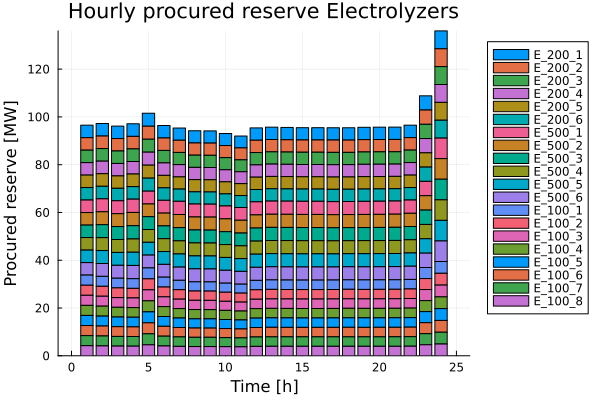 Hourly procured reserve Electrolyzers
Procured reserve [MW]
120
100
80
60
40
20
0
0
5
10
15
20
25
Time [h]
E_200_1
E_200_2
E_200_3
E_200_4
E_200_5
E_200_6
E_500_1
E_500_2
E_500_3
E_500_4
E_500_5
E_500_6
E_100_1
E_100_2
E_100_3
E_100_4
E_100_5
E_100_6
E_100_7
E_100_8